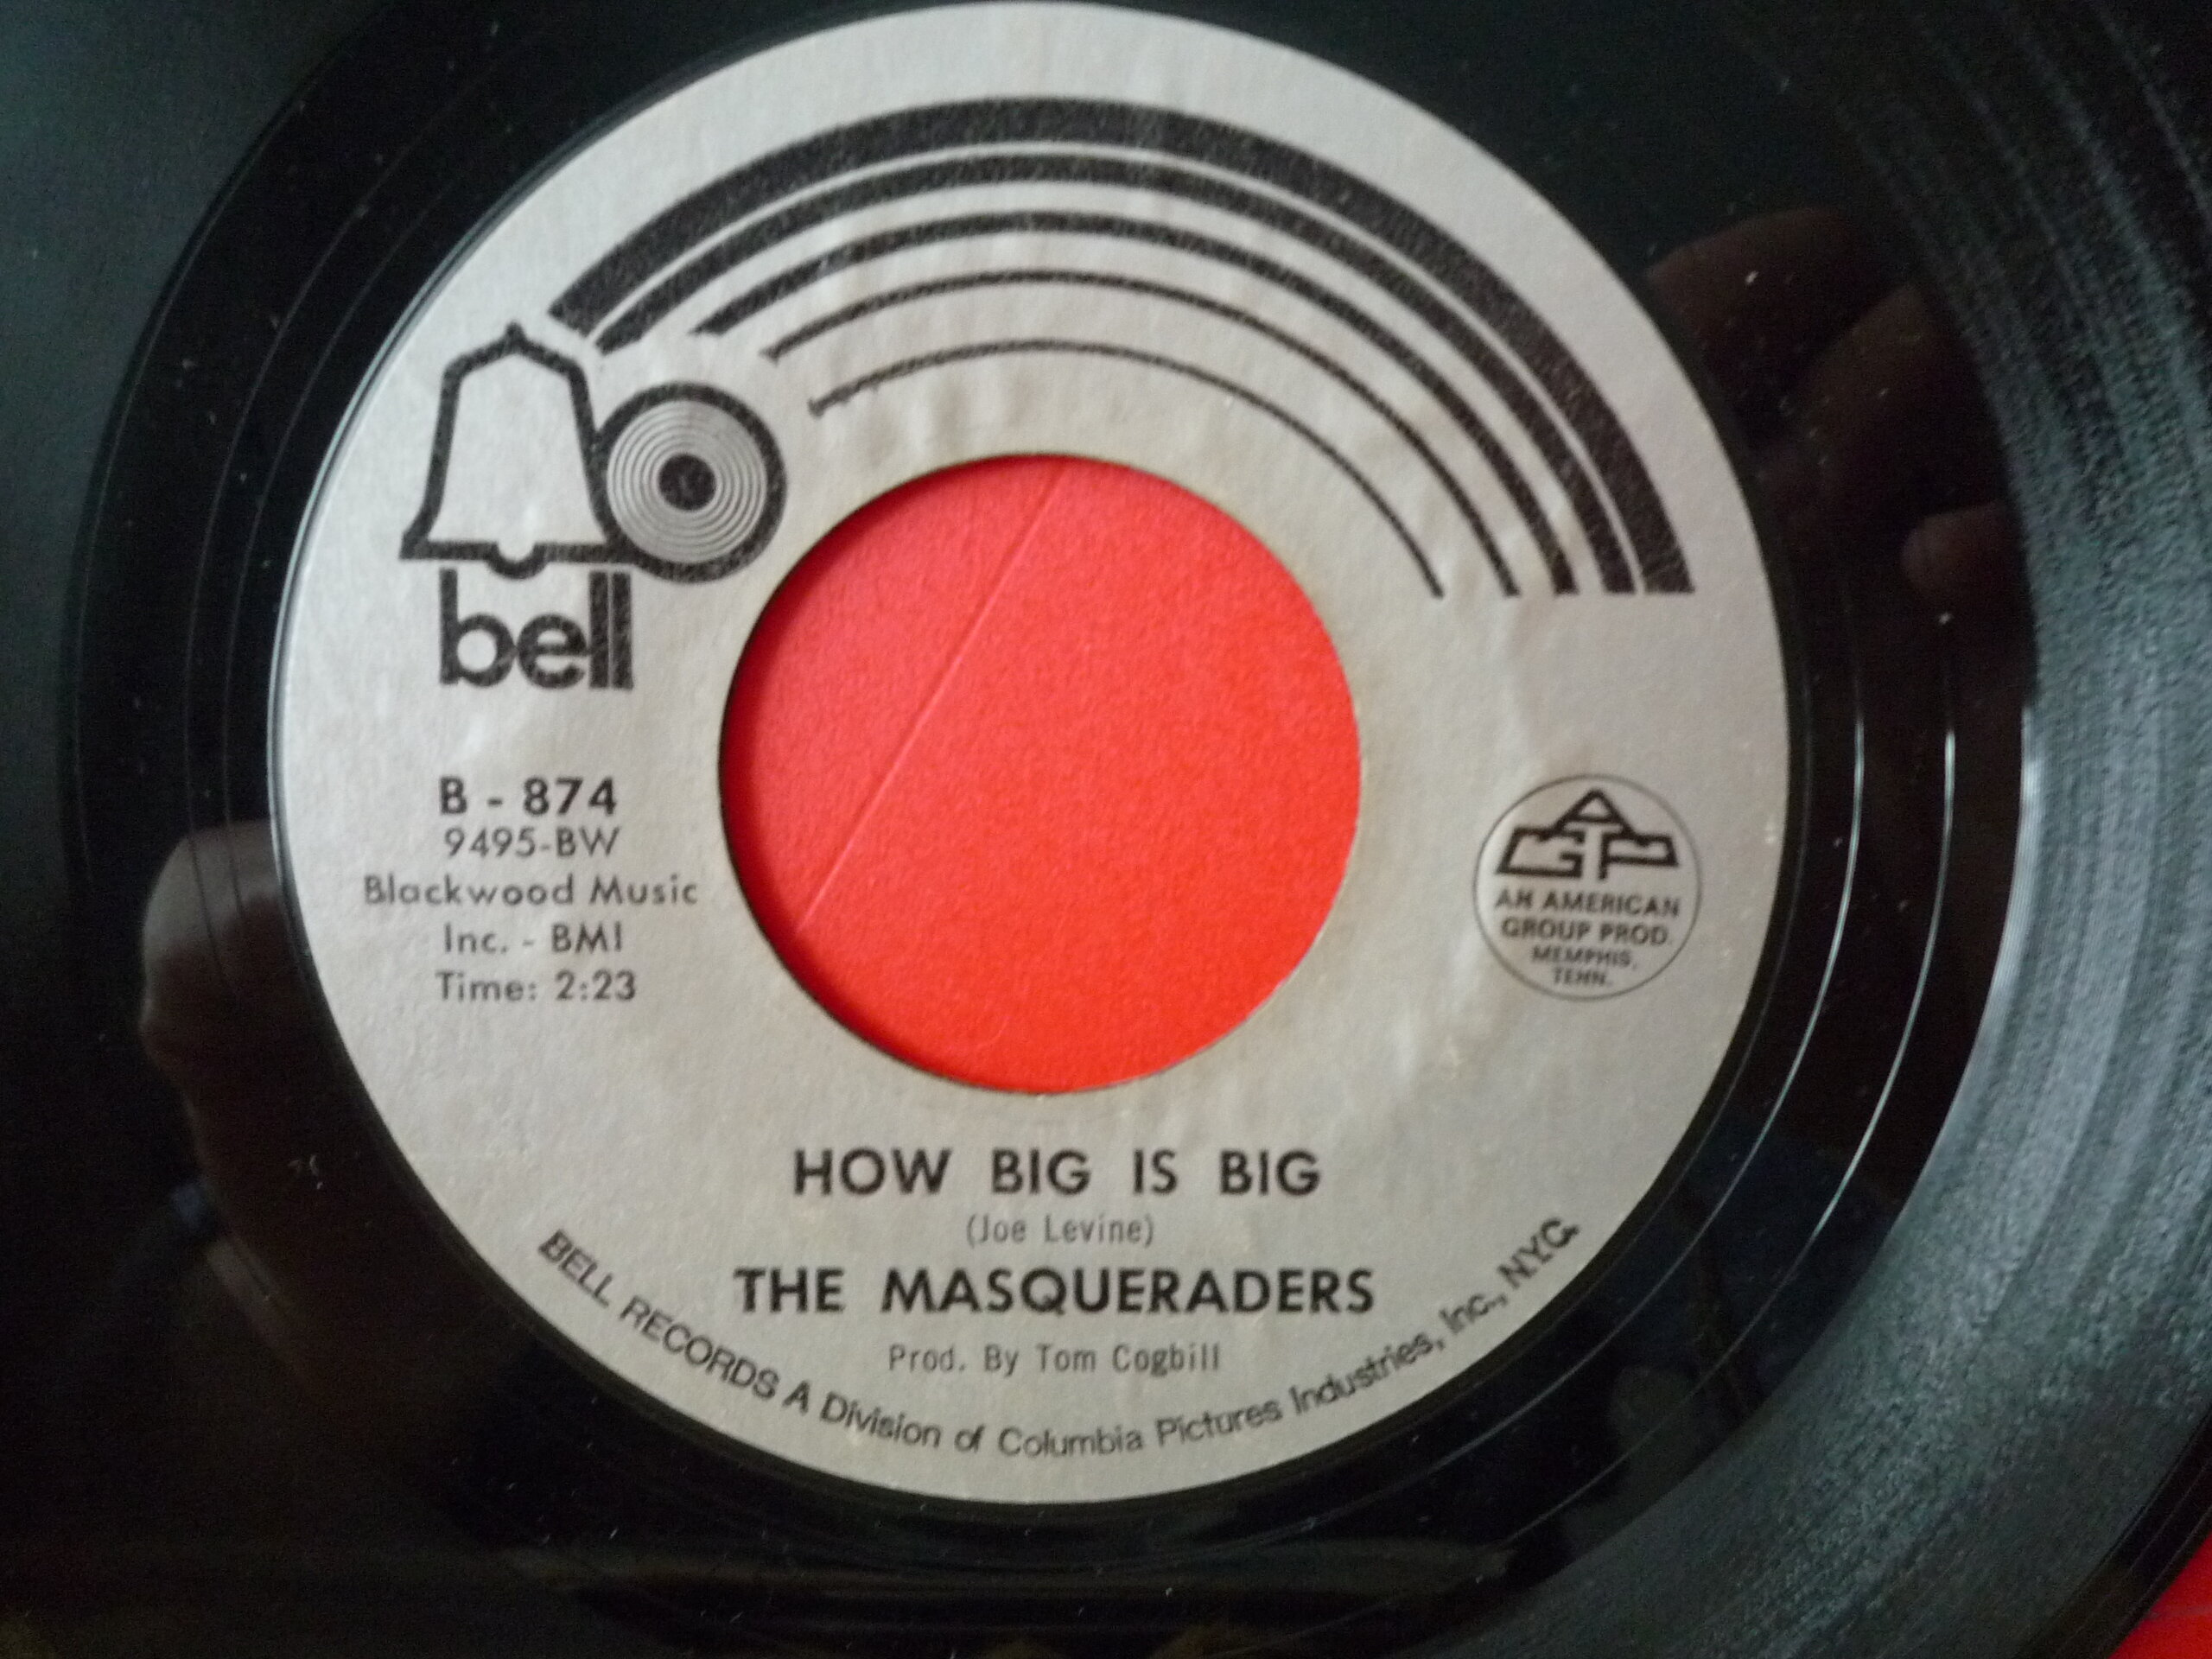 bell
B - 874
9495-BW
Blackwood Music
Inc. - BMI
Time: 2:23
AGP
AN AMERICAN
GROUP PROD.
MEMPHIS,
TENN.
HOW BIG IS BIG
(Joe Levine)
THE MASQUERADERS
Prod. By Tom Cogbill
BELL RECORDS A Division of Columbia Pictures Industries, Inc., N.Y.C.